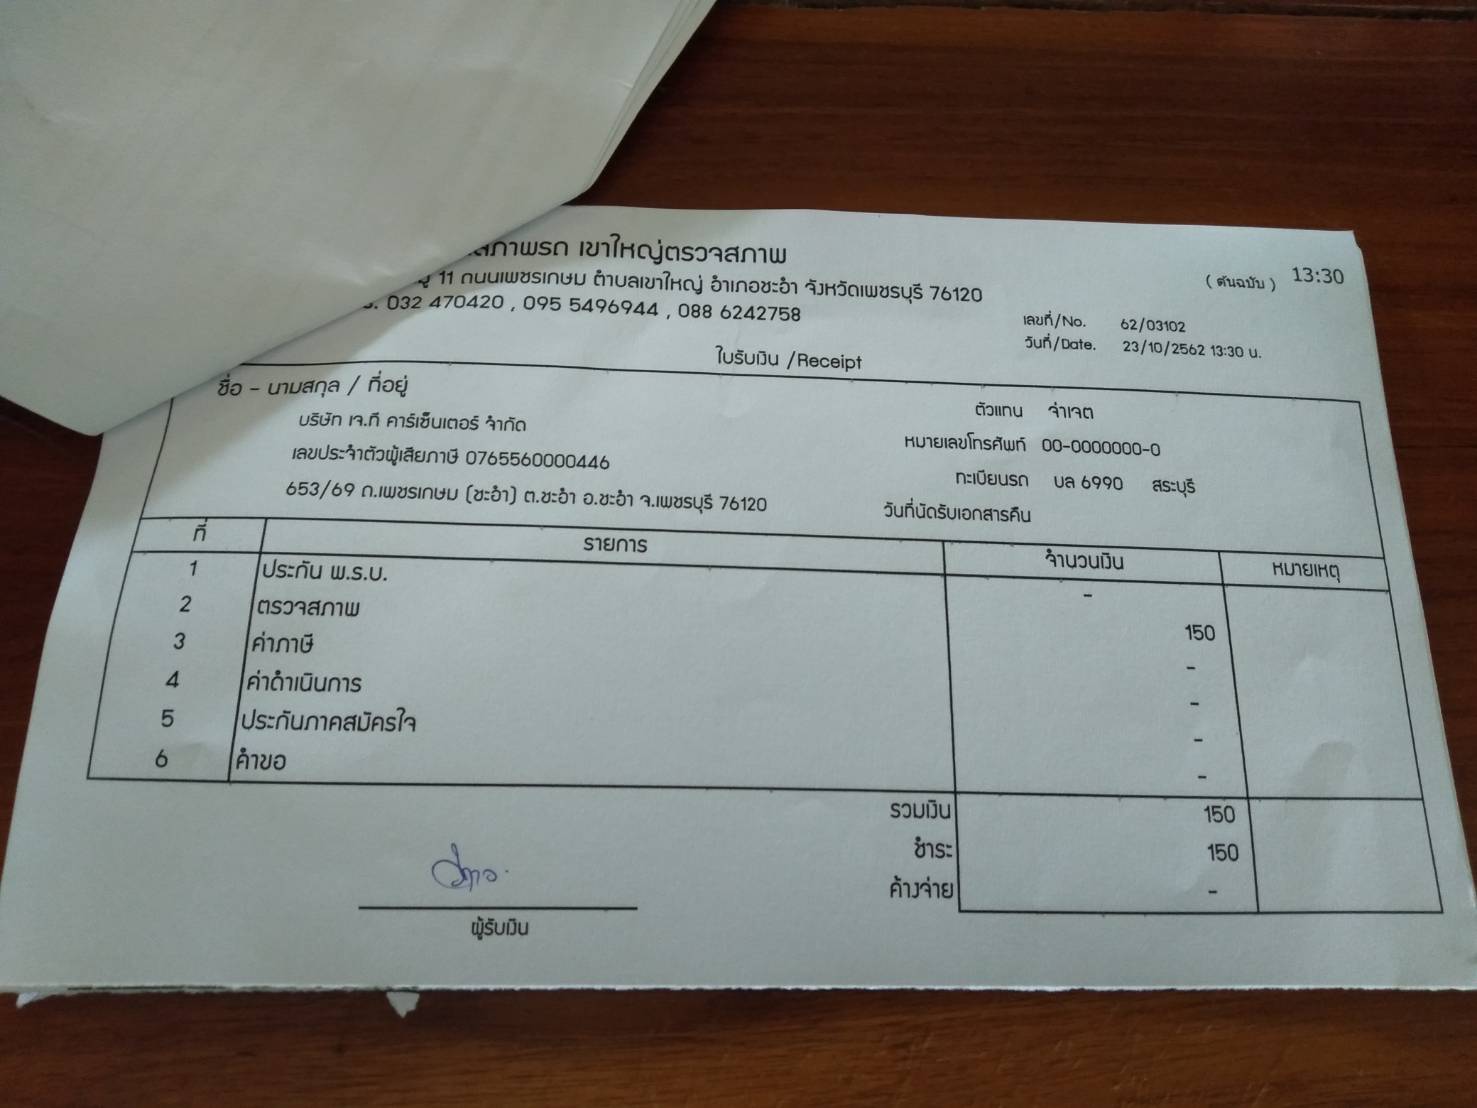 สภาพรถ เขาใหญ่ตรวจสภาพ
11 ถนนเพชรเกษม ตำบลเขาใหญ่ อำเภอชะอำ จังหวัดเพชรบุรี 76120
032 470420 , 095 5496944 , 088 6242758
( ต้นฉบับ ) 13:30
เลขที่/No. 62/03102
วันที่/Date. 23/10/2562 13:30 น.
ใบรับเงิน /Receipt
ชื่อ - นามสกุล / ที่อยู่
บริษัท เจ.ที คาร์เซ็นเตอร์ จำกัด
เลขประจำตัวผู้เสียภาษี 0765560000446
653/69 ถ.เพชรเกษม (ชะอำ) ต.ชะอำ อ.ชะอำ จ.เพชรบุรี 76120
ตัวแทน จ่าเจต
หมายเลขโทรศัพท์ 00-0000000-0
ทะเบียนรถ บล 6990 สระบุรี
วันที่นัดรับเอกสารคืน
ที่ รายการ จำนวนเงิน หมายเหตุ
1 ประกัน พ.ร.บ. -
2 ตรวจสภาพ 150
3 ค่าภาษี -
4 ค่าดำเนินการ -
5 ประกันภาคสมัครใจ -
6 คำขอ -
รวมเงิน 150
ชำระ 150
ค้างจ่าย -
ผู้รับเงิน